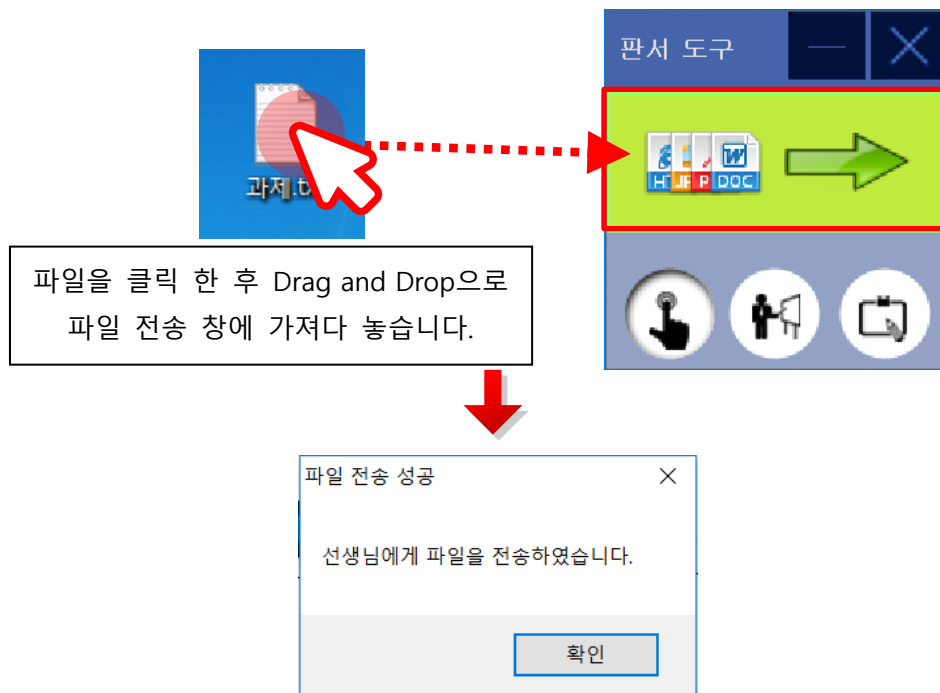 판서 도구
과제.t
HT JP P DOC
파일을 클릭 한 후 Drag and Drop으로
파일 전송 창에 가져다 놓습니다.
파일 전송 성공
선생님에게 파일을 전송하였습니다.
확인